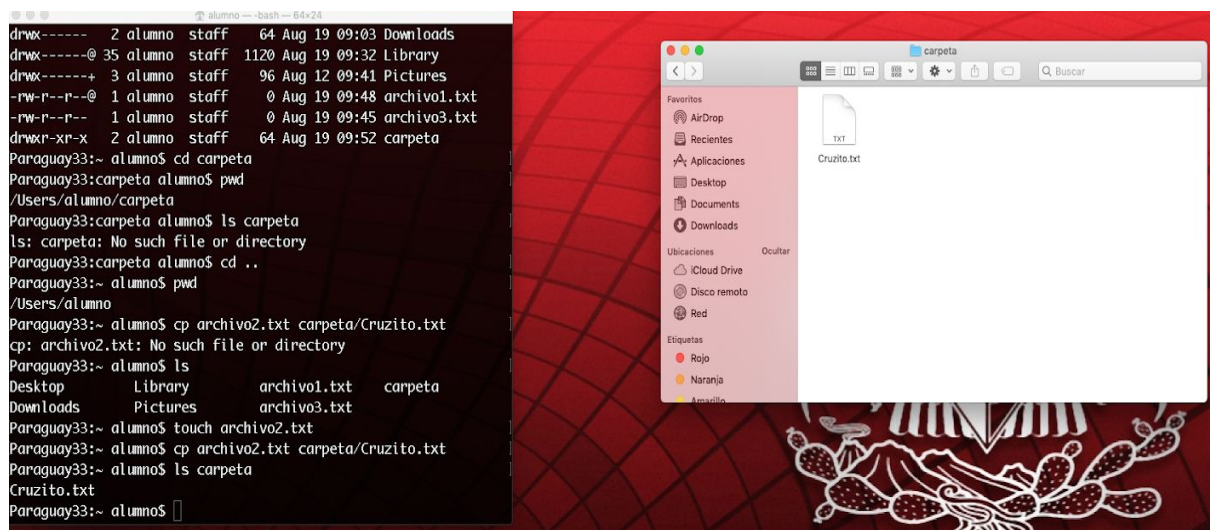 alumno — -bash — 64×24
drwx------   2 alumno  staff    64 Aug 19 09:03 Downloads
drwx------@ 35 alumno  staff  1120 Aug 19 09:32 Library
drwx------+  3 alumno  staff    96 Aug 12 09:41 Pictures
-rw-r--r--@  1 alumno  staff     0 Aug 19 09:48 archivo1.txt
-rw-r--r--   1 alumno  staff     0 Aug 19 09:45 archivo3.txt
drwxr-xr-x   2 alumno  staff    64 Aug 19 09:52 carpeta
Paraguay33:~ alumno$ cd carpeta
Paraguay33:carpeta alumno$ pwd
/Users/alumno/carpeta
Paraguay33:carpeta alumno$ ls carpeta
ls: carpeta: No such file or directory
Paraguay33:carpeta alumno$ cd ..
Paraguay33:~ alumno$ pwd
/Users/alumno
Paraguay33:~ alumno$ cp archivo2.txt carpeta/Cruzito.txt
cp: archivo2.txt: No such file or directory
Paraguay33:~ alumno$ ls
Desktop         Library         archivo1.txt    carpeta
Downloads       Pictures        archivo3.txt
Paraguay33:~ alumno$ touch archivo2.txt
Paraguay33:~ alumno$ cp archivo2.txt carpeta/Cruzito.txt
Paraguay33:~ alumno$ ls carpeta
Cruzito.txt
Paraguay33:~ alumno$
carpeta
Buscar
Favoritos
AirDrop
Recientes
Aplicaciones
Desktop
Documents
Downloads
Ubicaciones Ocultar
iCloud Drive
Disco remoto
Red
Etiquetas
Rojo
Naranja
Amarillo
TXT
Cruzito.txt